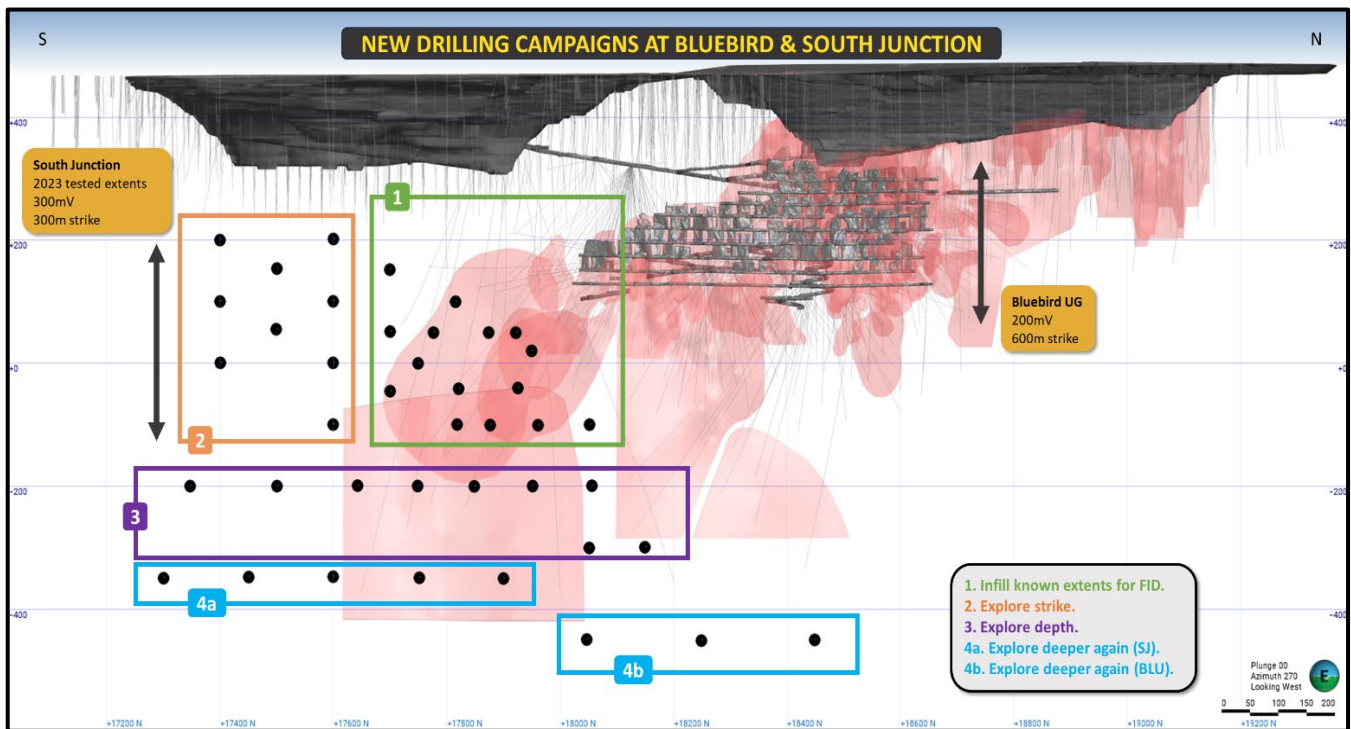 S
NEW DRILLING CAMPAIGNS AT BLUEBIRD & SOUTH JUNCTION
N
+400
+400
South Junction
2023 tested extents
300mV
300m strike
1
+200
+200
Bluebird UG
200mV
600m strike
+0
+0
2
-200
-200
3
4a
-400
-400
4b
1. Infill known extents for FID.
2. Explore strike.
3. Explore depth.
4a. Explore deeper again (SJ).
4b. Explore deeper again (BLU).
Plunge 00
Azimuth 270
Looking West
E
0 50 100 150 200
+17200 N +17400 N +17600 N +17800 N +18000 N +18200 N +18400 N +18600 N +18800 N +19000 N +19200 N